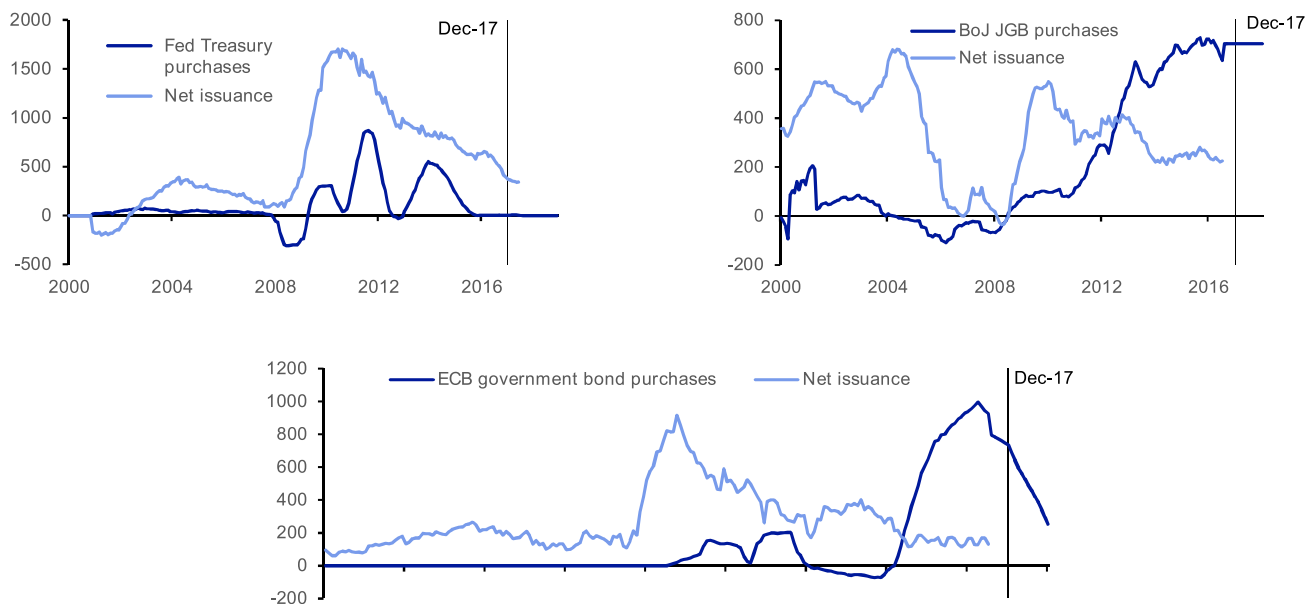 2000
1500
1000
500
0
-500
2000 2004 2008 2012 2016
Fed Treasury
purchases
Net issuance
Dec-17
800
600
400
200
0
-200
2000 2004 2008 2012 2016
BoJ JGB purchases
Net issuance
Dec-17
1200
1000
800
600
400
200
0
-200
ECB government bond purchases Net issuance
Dec-17